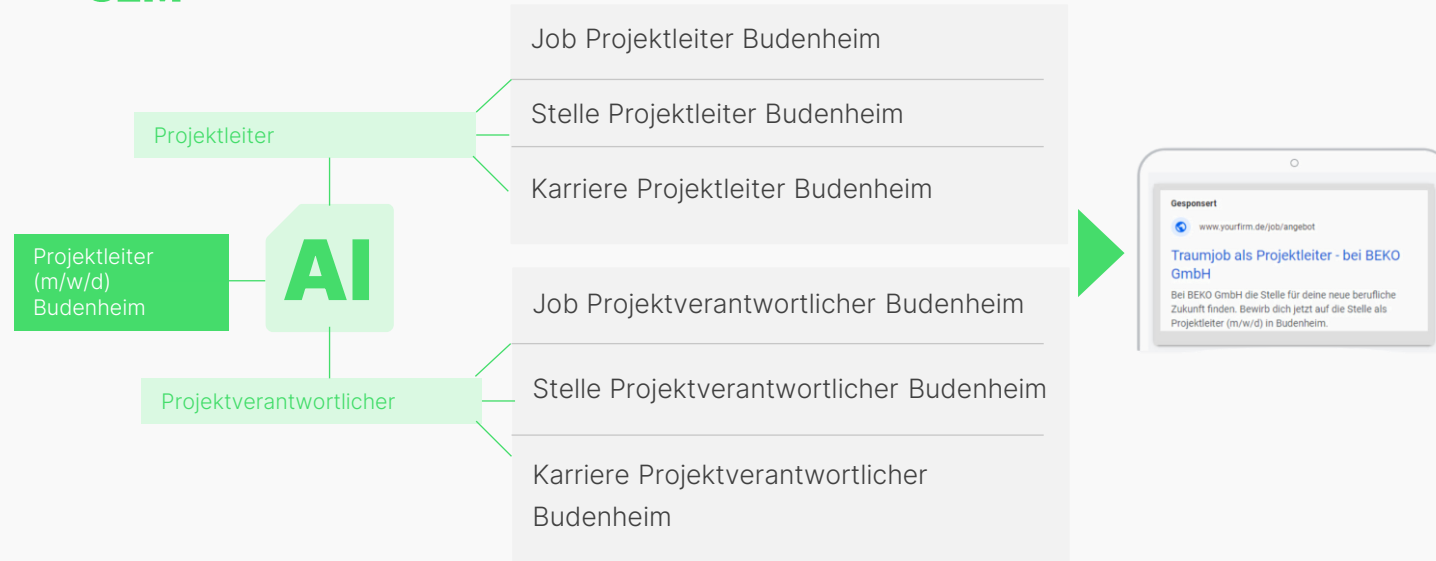 SEM
Job Projektleiter Budenheim
Stelle Projektleiter Budenheim
Projektleiter
Karriere Projektleiter Budenheim
Projektleiter
(m/w/d)
Budenheim
AI
Job Projektverantwortlicher Budenheim
Stelle Projektverantwortlicher Budenheim
Projektverantwortlicher
Karriere Projektverantwortlicher
Budenheim
Gesponsert
www.yourfirm.de/job/angebot
Traumjob als Projektleiter - bei BEKO
GmbH
Bei BEKO GmbH die Stelle für deine neue berufliche
Zukunft finden. Bewirb dich jetzt auf die Stelle als
Projektleiter (m/w/d) in Budenheim.